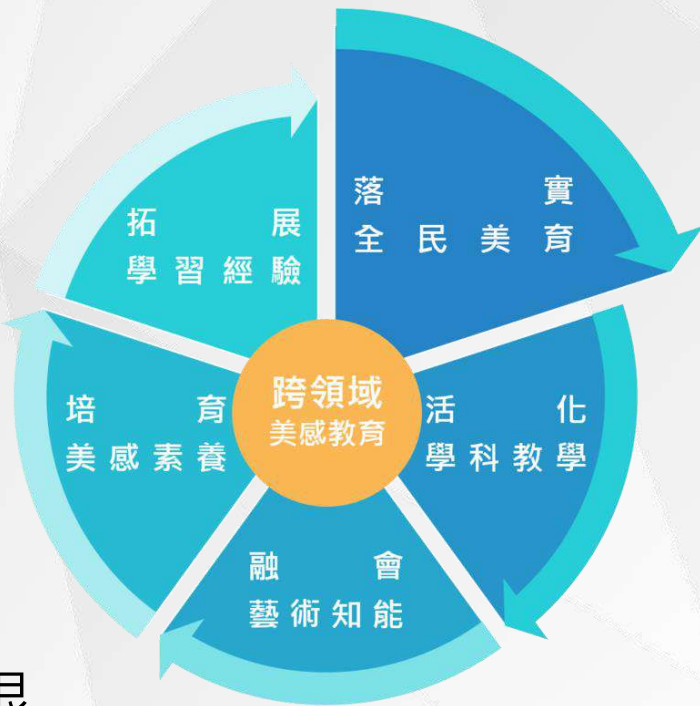 跨領域
美感教育
落實
全民美育
活化
學科教學
融會
藝術知能
培育
美感素養
拓展
學習經驗